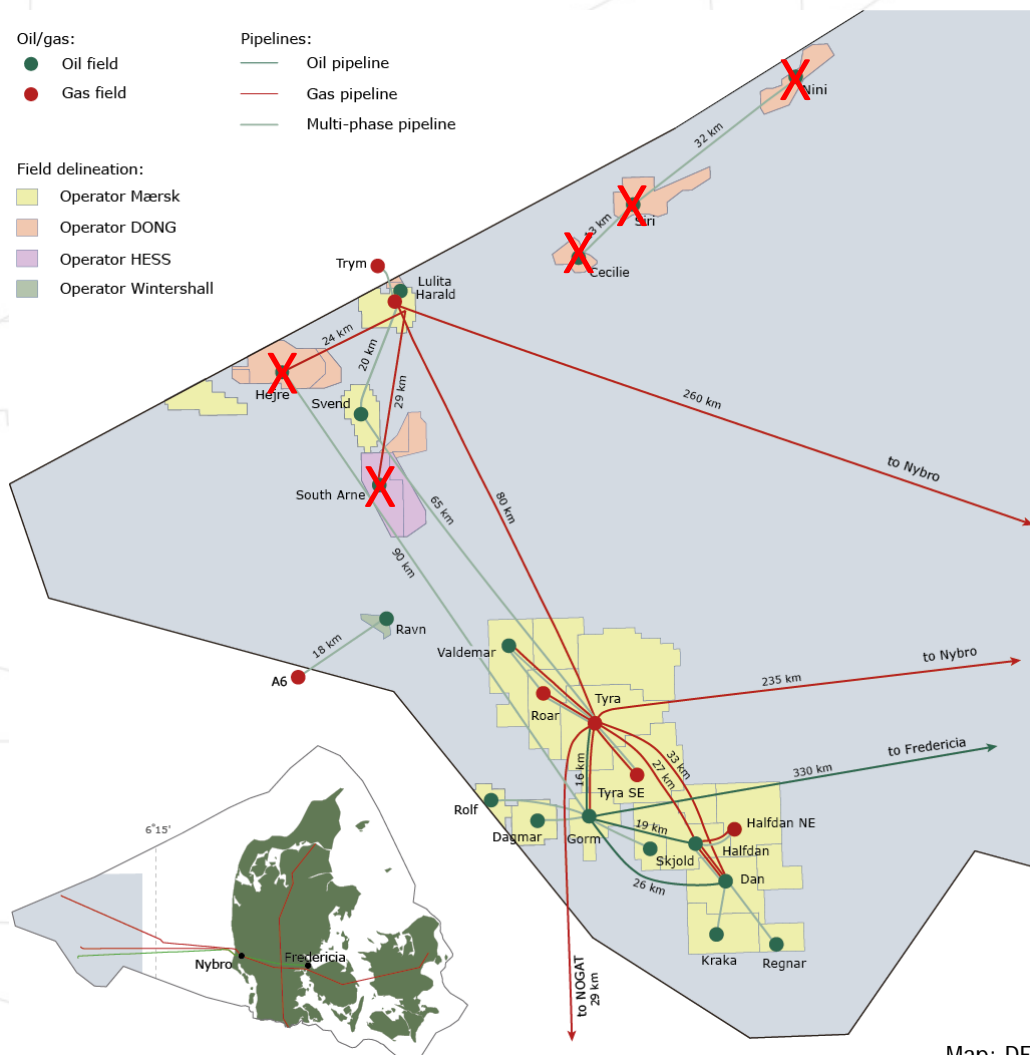 Oil/gas:
Oil field
Gas field
Pipelines:
Oil pipeline
Gas pipeline
Multi-phase pipeline
Field delineation:
Operator Mærsk
Operator DONG
Operator HESS
Operator Wintershall
Nini
32 km
Siri
13 km
Cecilie
Trym
Lulita
Harald
24 km
20 km
29 km
Hejre
Svend
260 km
to Nybro
South Arne
65 km
80 km
90 km
Ravn
18 km
A6
Valdemar
Roar
Tyra
235 km
to Nybro
16 km
27 km
33 km
Tyra SE
330 km
to Fredericia
Rolf
Dagmar
Gorm
19 km
Skjold
Halfdan NE
Halfdan
26 km
Dan
Kraka
Regnar
to NOGAT
29 km
6°15'
Nybro
Fredericia